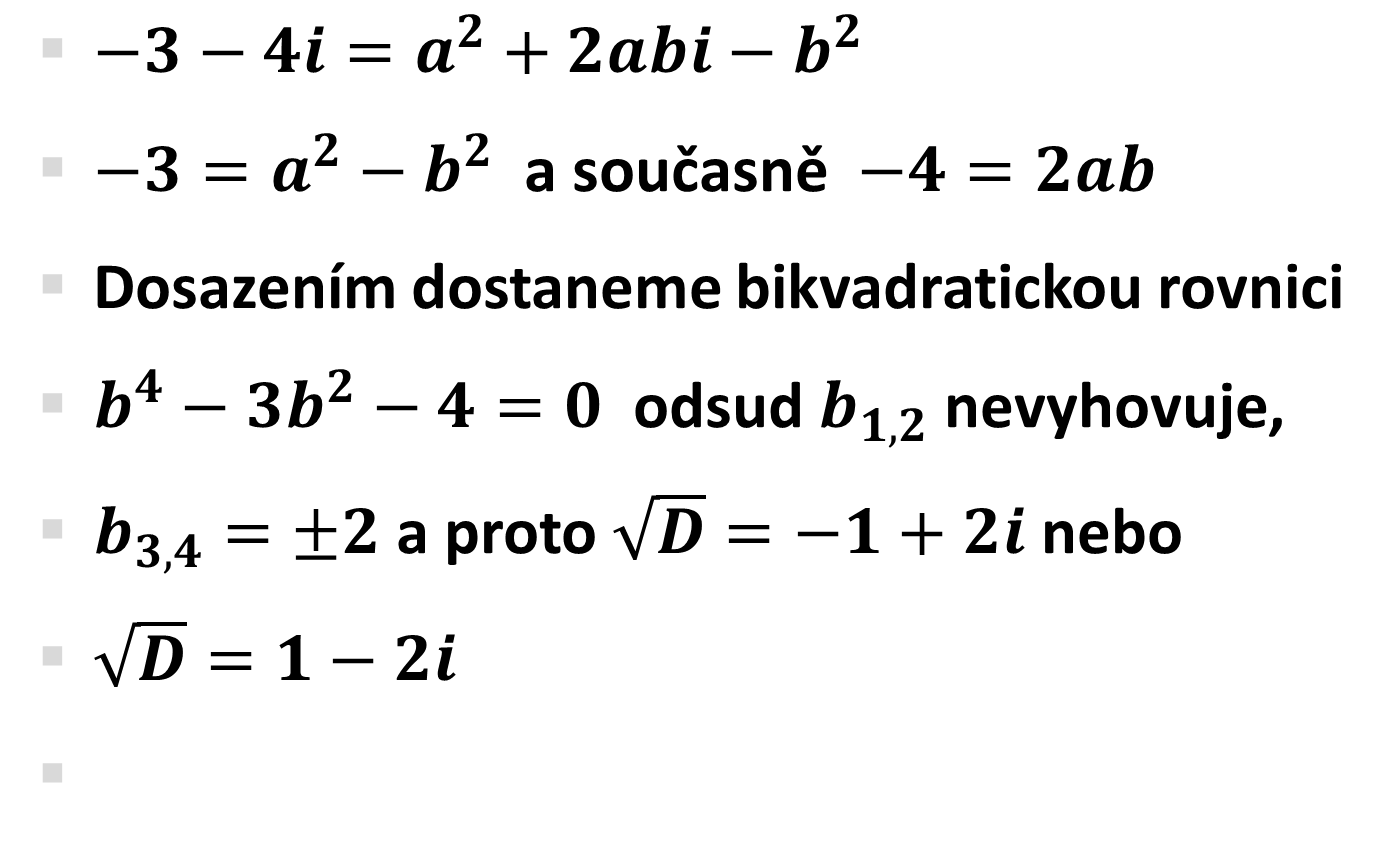 −3 − 4i = a² + 2abi − b²
−3 = a² − b² a současně −4 = 2ab
Dosazením dostaneme bikvadratickou rovnici
b⁴ − 3b² − 4 = 0 odsud b₁,₂ nevyhovuje,
b₃,₄ = ±2 a proto √D = −1 + 2i nebo
√D = 1 − 2i